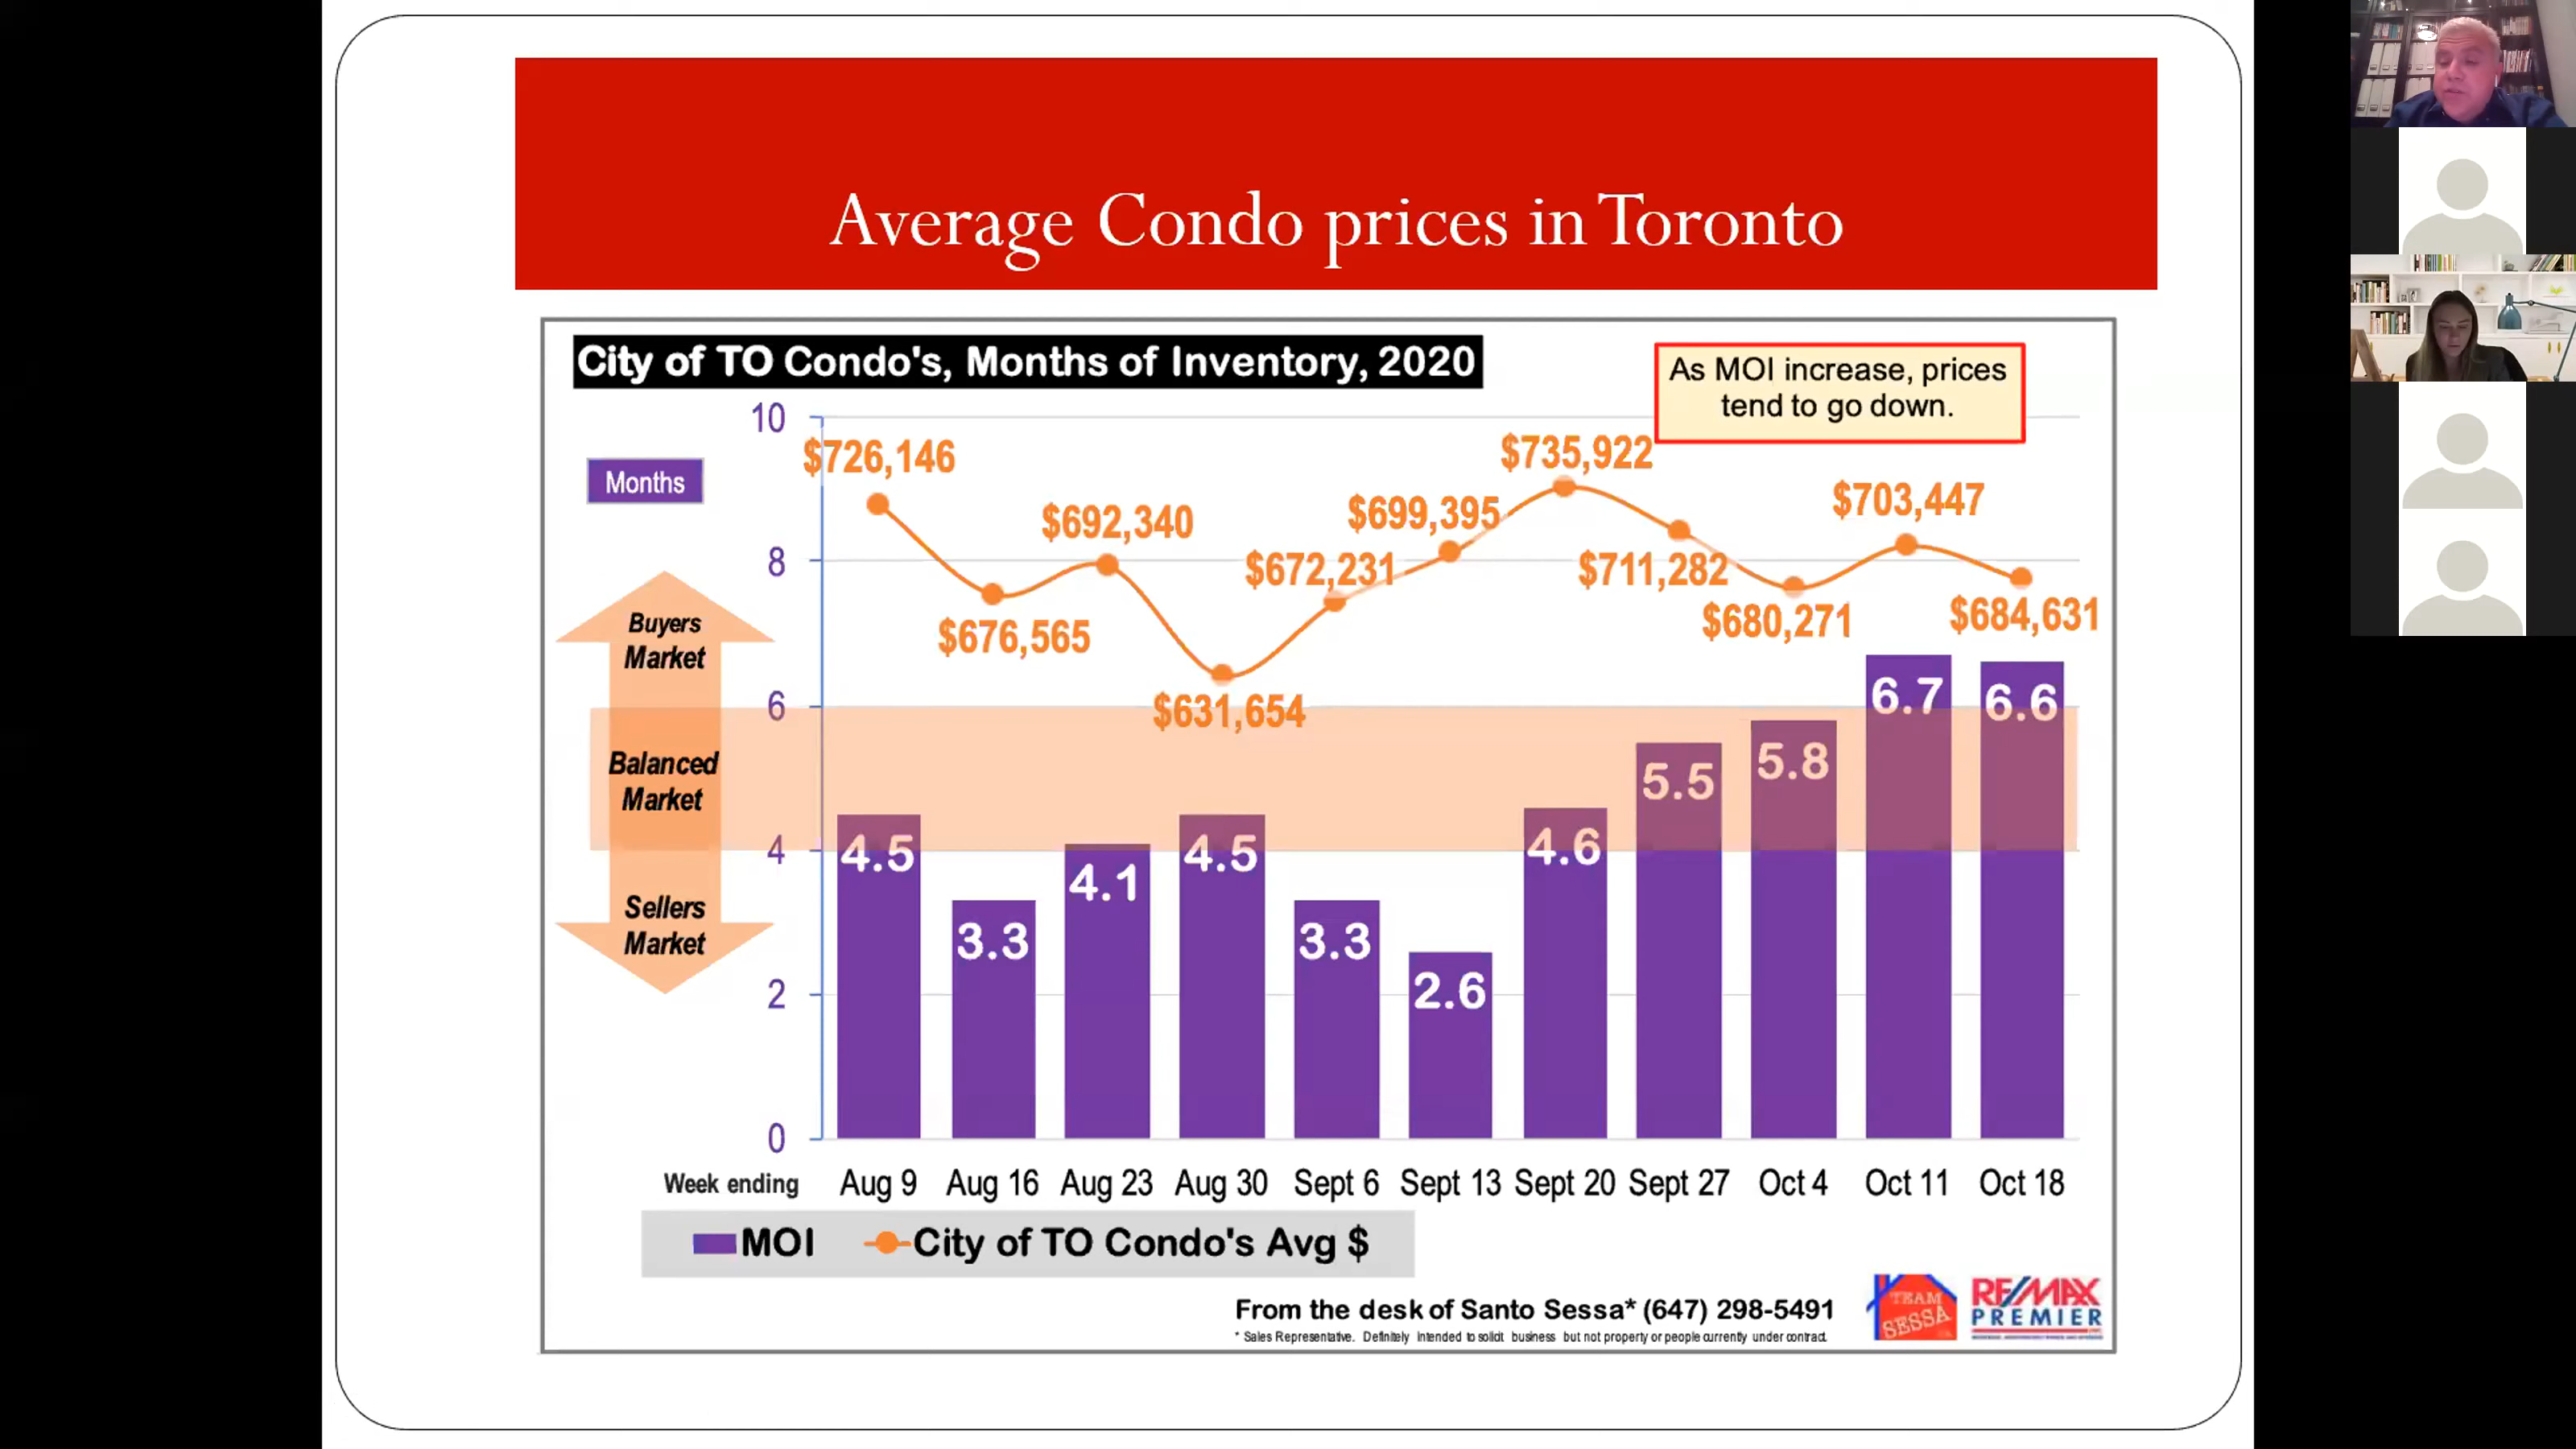 Average Condo prices in Toronto
City of TO Condo's, Months of Inventory, 2020
As MOI increase, prices
tend to go down.
Months
10
8
6
4
2
0
Buyers
Market
Balanced
Market
Sellers
Market
$726,146
$676,565
$692,340
$631,654
$672,231
$699,395
$735,922
$711,282
$680,271
$703,447
$684,631
4.5
3.3
4.1
4.5
3.3
2.6
4.6
5.5
5.8
6.7
6.6
Week ending Aug 9 Aug 16 Aug 23 Aug 30 Sept 6 Sept 13 Sept 20 Sept 27 Oct 4 Oct 11 Oct 18
MOI City of TO Condo's Avg $
From the desk of Santo Sessa* (647) 298-5491
* Sales Representative. Definitely intended to solicit business but not property or people currently under contract.
TEAM
SESSA
RE/MAX
PREMIER